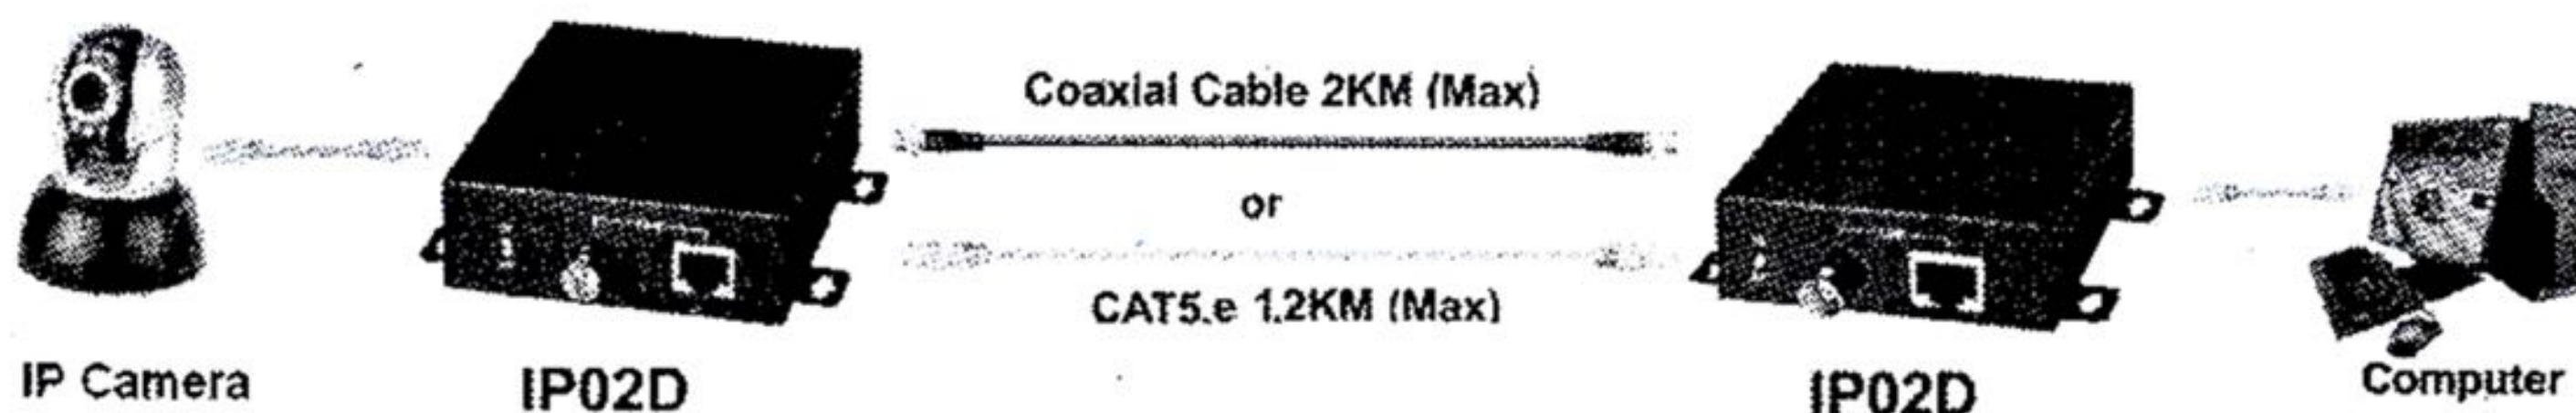 Coaxial Cable 2KM (Max)
or
CAT5.e 1.2KM (Max)
IP Camera
IP02D
IP02D
Computer